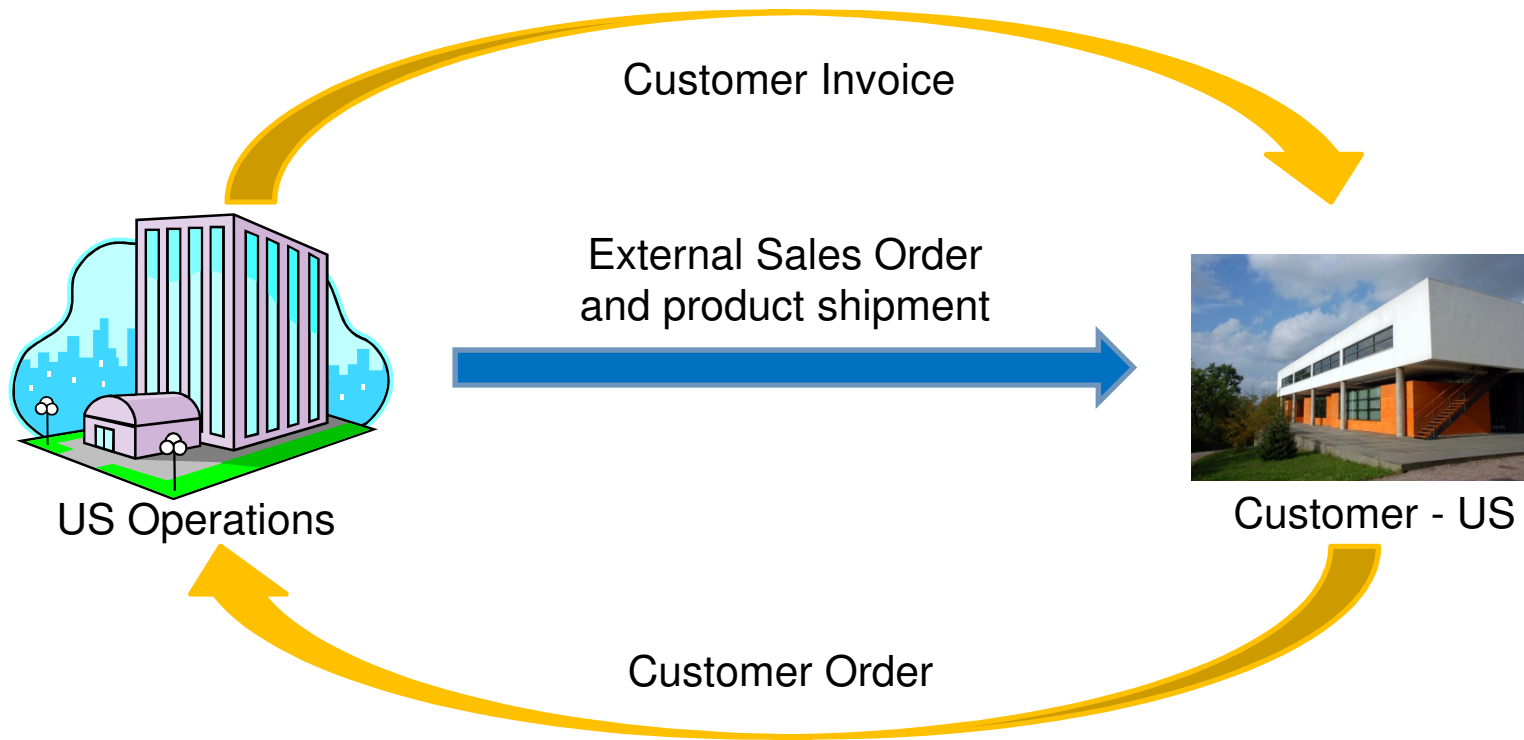 Customer Invoice
External Sales Order
and product shipment
US Operations
Customer - US
Customer Order